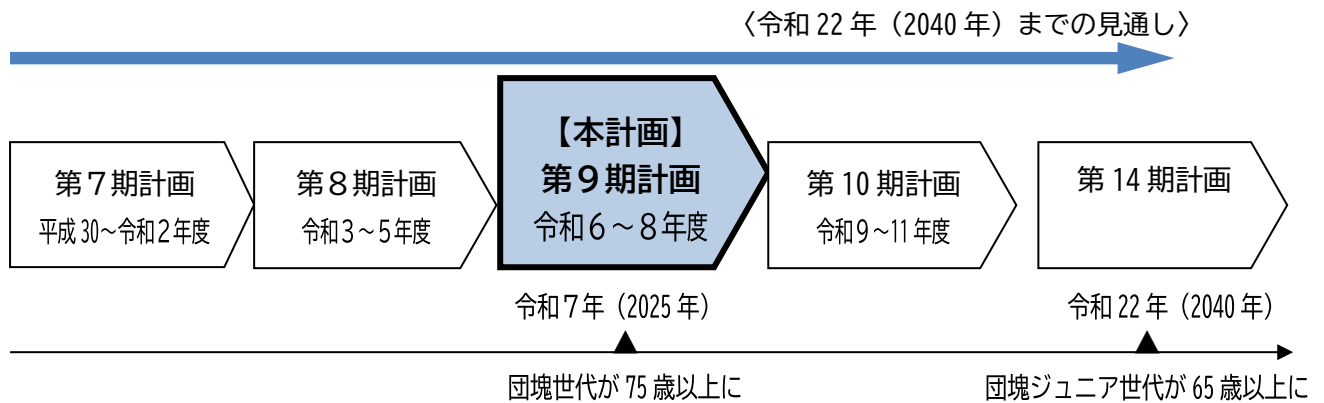 〈令和 22 年（2040 年）までの見通し〉
第７期計画
平成 30～令和２年度
第８期計画
令和３～５年度
【本計画】
第９期計画
令和６～８年度
第 10 期計画
令和９～11 年度
第 14 期計画
令和７年（2025 年）
令和 22 年（2040 年）
団塊世代が 75 歳以上に
団塊ジュニア世代が 65 歳以上に